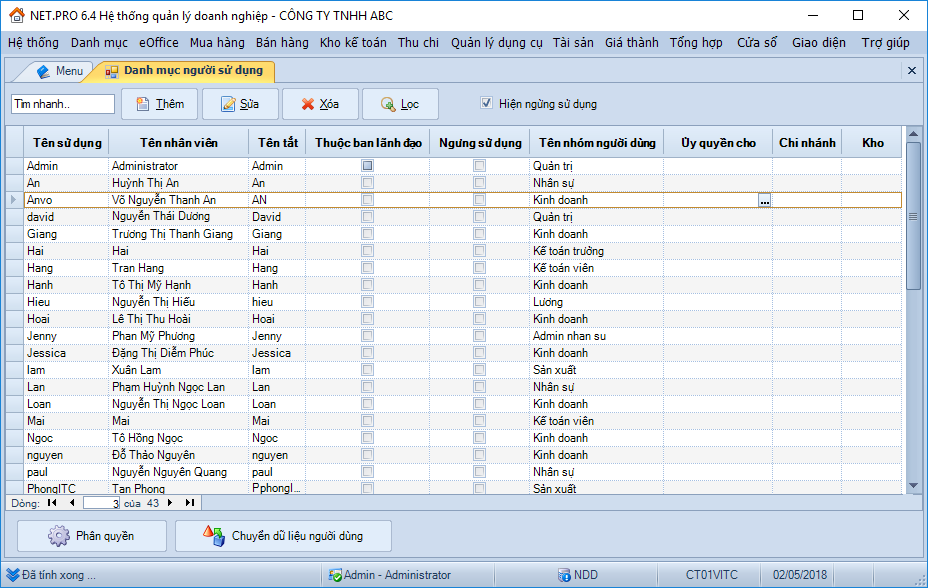 NET.PRO 6.4 Hệ thống quản lý doanh nghiệp - CÔNG TY TNHH ABC
Hệ thống Danh mục eOffice Mua hàng Bán hàng Kho kế toán Thu chi Quản lý dụng cụ Tài sản Giá thành Tổng hợp Cửa sổ Giao diện Trợ giúp
Menu Danh mục người sử dụng
Tìm nhanh.. Thêm Sửa Xóa Lọc Hiện ngừng sử dụng
Tên sử dụng Tên nhân viên Tên tắt Thuộc ban lãnh đạo Ngưng sử dụng Tên nhóm người dùng Ủy quyền cho Chi nhánh Kho
Admin Administrator Admin Quản trị
An Huỳnh Thị An An Nhân sự
Anvo Võ Nguyễn Thanh An AN Kinh doanh ...
david Nguyễn Thái Dương David Quản trị
Giang Trương Thị Thanh Giang Giang Kinh doanh
Hai Hai Hai Kế toán trưởng
Hang Tran Hang Hang Kế toán viên
Hanh Tô Thị Mỹ Hạnh Hanh Kinh doanh
Hieu Nguyễn Thị Hiếu hieu Lương
Hoai Lê Thị Thu Hoài Hoai Kinh doanh
Jenny Phan Mỹ Phương Jenny Admin nhan su
Jessica Đặng Thị Diễm Phúc Jessica Kinh doanh
lam Xuân Lam lam Sản xuất
Lan Phạm Huỳnh Ngọc Lan Lan Nhân sự
Loan Nguyễn Thị Ngọc Loan Loan Kinh doanh
Mai Mai Mai Kế toán viên
Ngoc Tô Hồng Ngọc Ngoc Kinh doanh
nguyen Đỗ Thảo Nguyên nguyen Kinh doanh
paul Nguyễn Nguyên Quang paul Nhân sự
PhongITC Tan Phong Pphongl... Sản xuất
Dòng: 3 của 43
Phân quyền Chuyển dữ liệu người dùng
Đã tính xong ... Admin - Administrator NDD CT01VITC 02/05/2018